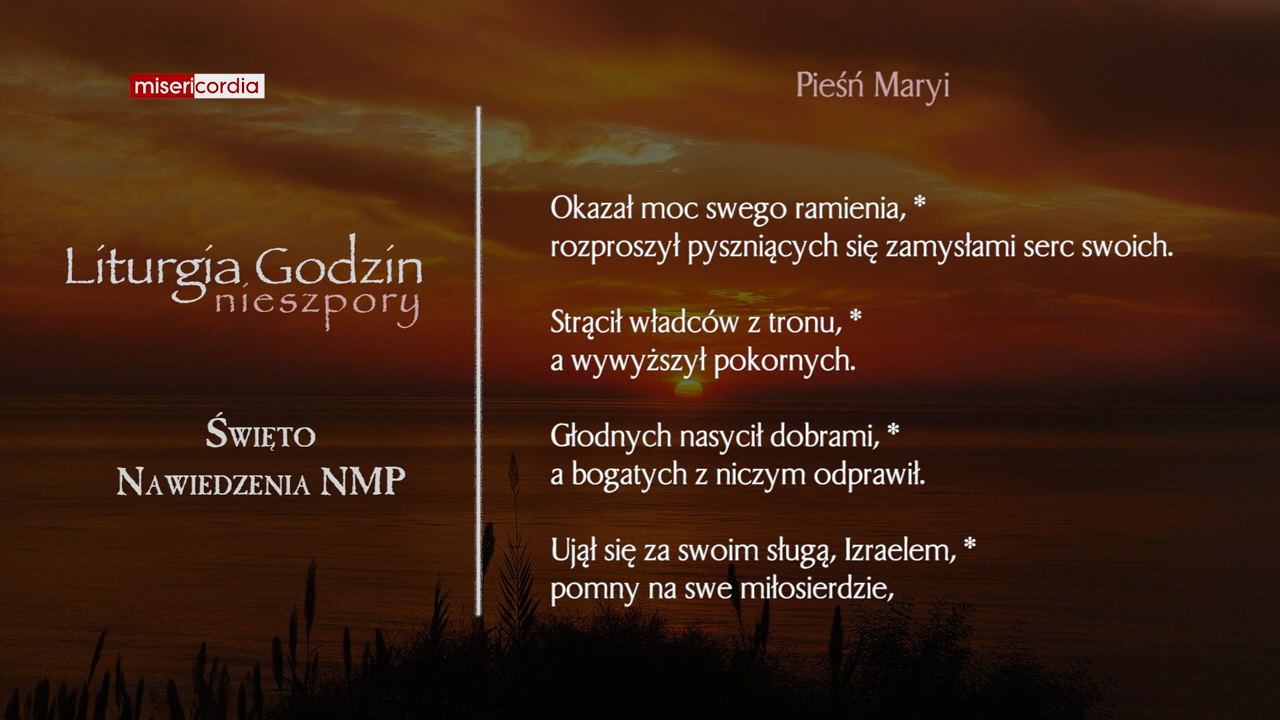 misericordia
Liturgia Godzin
nieszpory
Święto
Nawiedzenia NMP
Pieśń Maryi
Okazał moc swego ramienia, *
rozproszył pyszniących się zamysłami serc swoich.
Strącił władców z tronu, *
a wywyższył pokornych.
Głodnych nasycił dobrami, *
a bogatych z niczym odprawił.
Ujął się za swoim sługą, Izraelem, *
pomny na swe miłosierdzie,